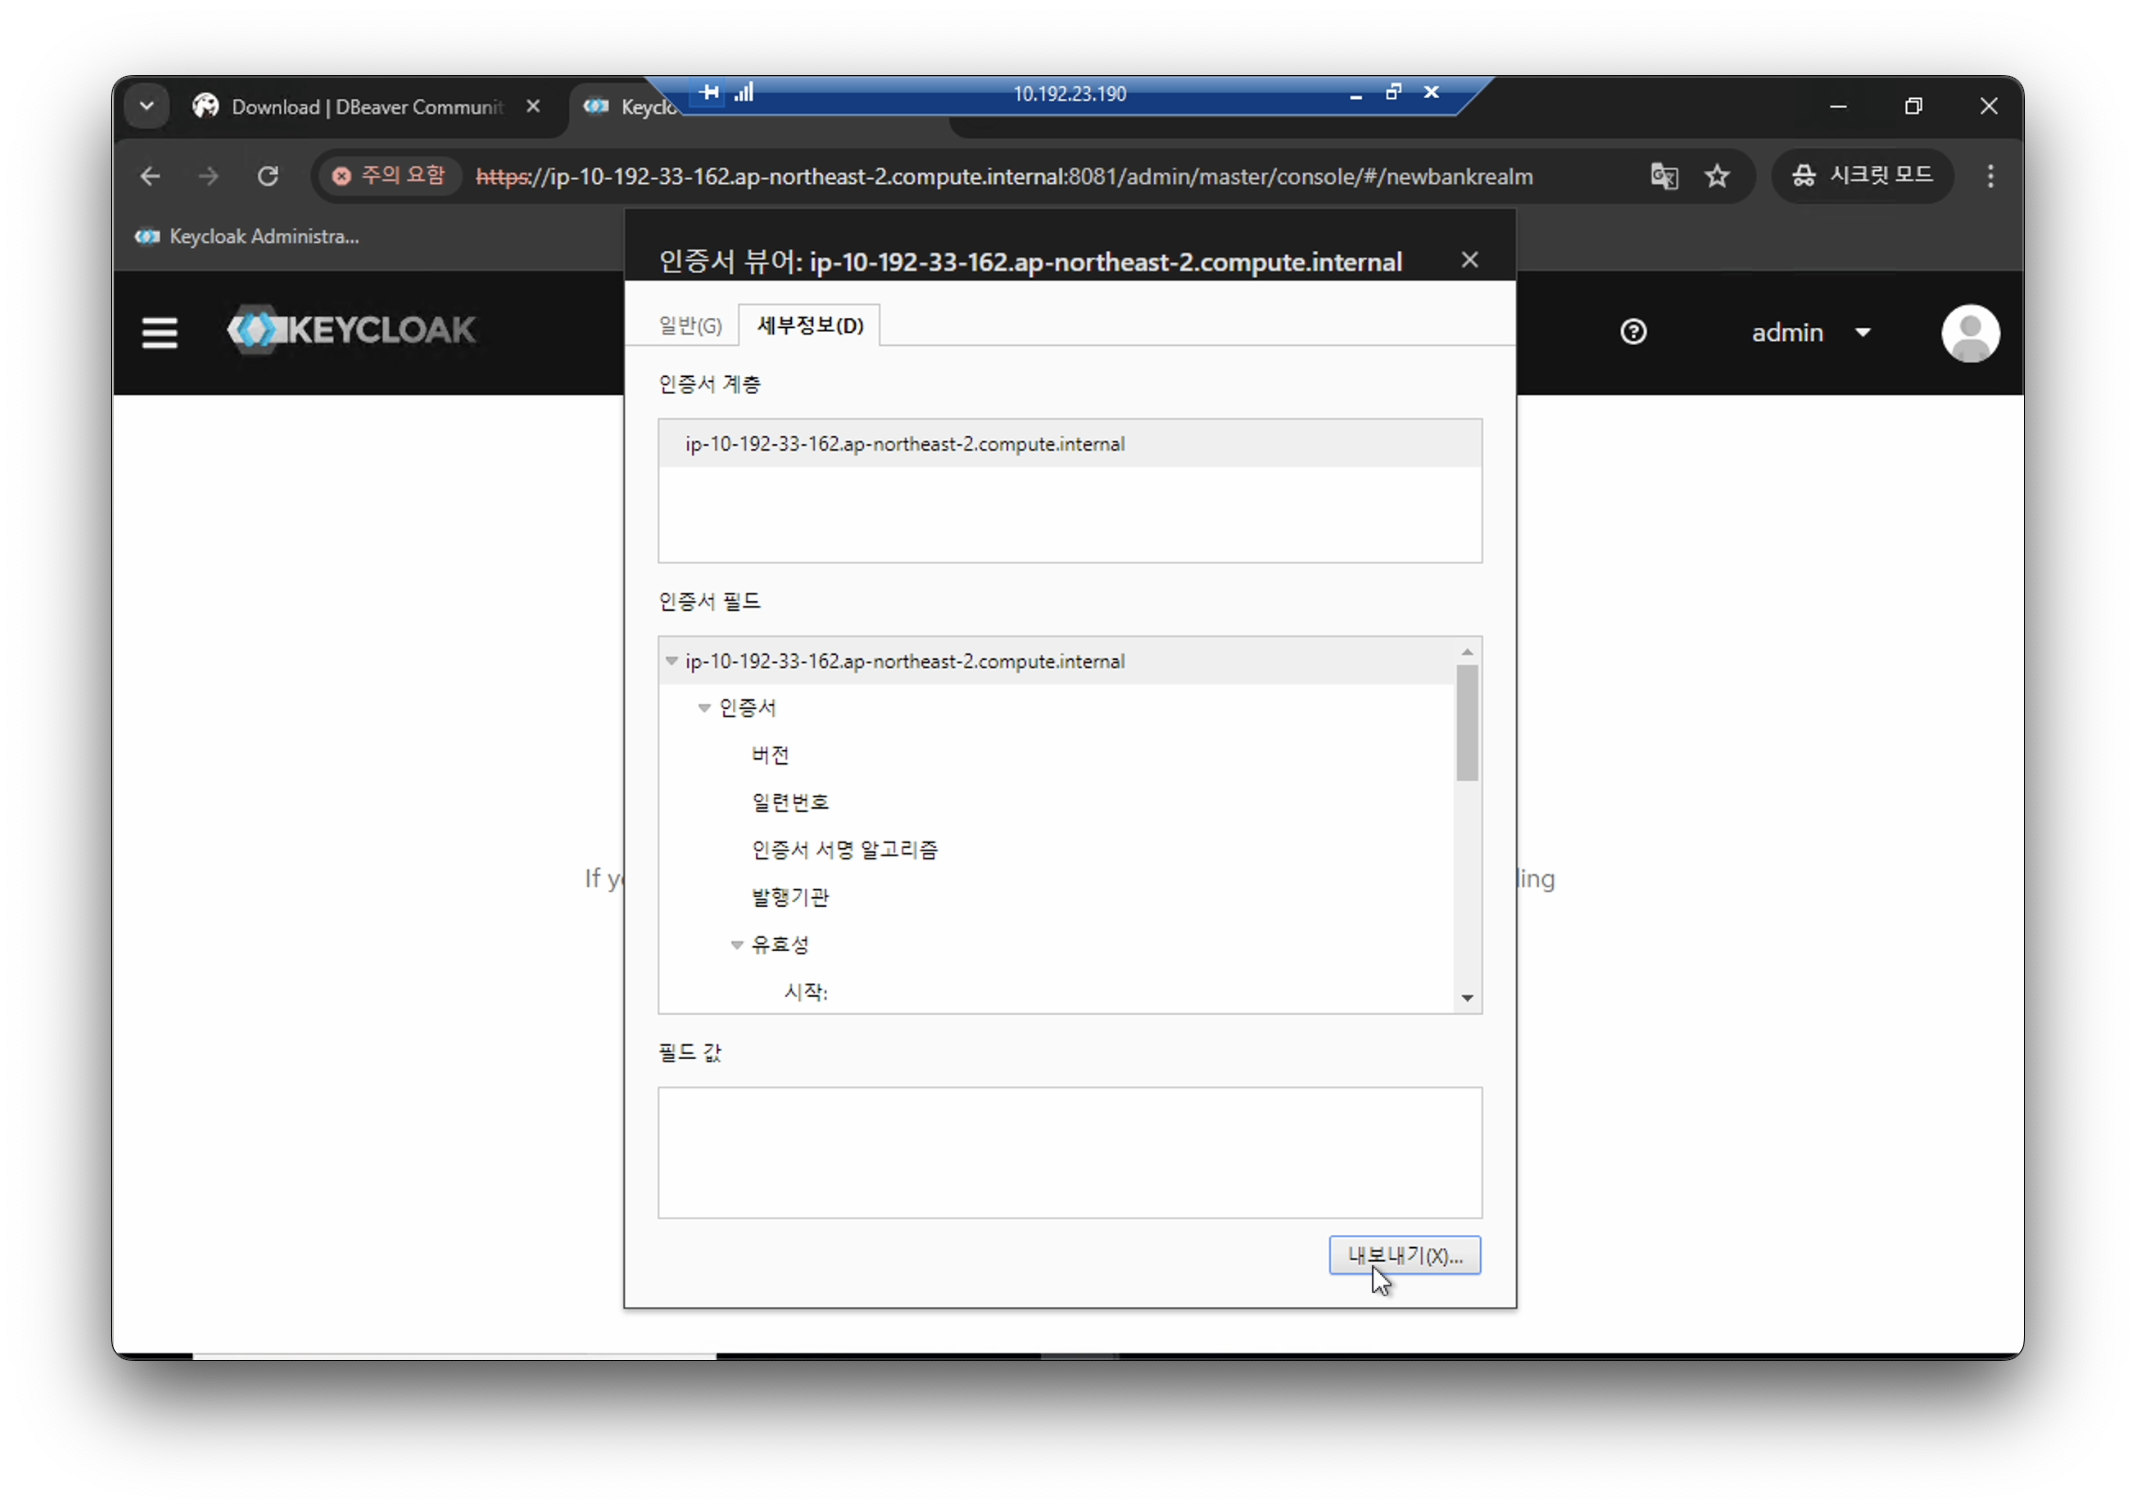 10.192.23.190
Download | DBeaver Communit
Keyclo
주의 요함
https://ip-10-192-33-162.ap-northeast-2.compute.internal:8081/admin/master/console/#/newbankrealm
시크릿 모드
Keycloak Administra...
인증서 뷰어: ip-10-192-33-162.ap-northeast-2.compute.internal
KEYCLOAK
admin
일반(G)
세부정보(D)
인증서 계층
ip-10-192-33-162.ap-northeast-2.compute.internal
인증서 필드
ip-10-192-33-162.ap-northeast-2.compute.internal
인증서
버전
일련번호
인증서 서명 알고리즘
If y
ling
발행기관
유효성
시작:
필드 값
내보내기(X)...